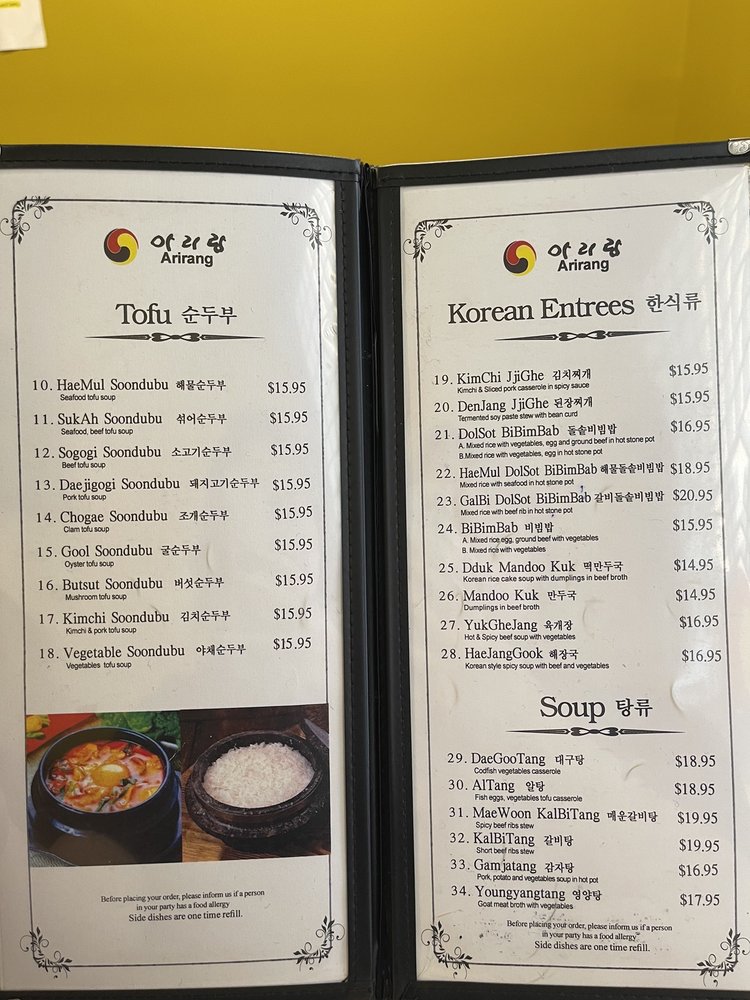 아리랑
Arirang
Tofu 순두부
10. HaeMul Soondubu 해물순두부 $15.95
Seafood tofu soup
11. SukAh Soondubu 섞어순두부 $15.95
Seafood, beef tofu soup
12. Sogogi Soondubu 소고기순두부 $15.95
Beef tofu soup
13. Daejigogi Soondubu 돼지고기순두부 $15.95
Pork tofu soup
14. Chogae Soondubu 조개순두부 $15.95
Clam tofu soup
15. Gool Soondubu 굴순두부 $15.95
Oyster tofu soup
16. Butsut Soondubu 버섯순두부 $15.95
Mushroom tofu soup
17. Kimchi Soondubu 김치순두부 $15.95
Kimchi & pork tofu soup
18. Vegetable Soondubu 야채순두부 $15.95
Vegetables tofu soup
Before placing your order, please inform us if a person
in your party has a food allergy
Side dishes are one time refill.
아리랑
Arirang
Korean Entrees 한식류
19. KimChi JjiGhe 김치찌개 $15.95
Kimchi & Sliced pork casserole in spicy sauce
20. DenJang JjiGhe 된장찌개 $15.95
Termented soy paste stew with bean curd
21. DolSot BiBimBab 돌솥비빔밥 $16.95
A. Mixed rice with vegetables, egg and ground beef in hot stone pot
B.Mixed rice with vegetables, egg in hot stone pot
22. HaeMul DolSot BiBimBab 해물돌솥비빔밥 $18.95
Mixed rice with seafood in hot stone pot
23. GalBi DolSot BiBimBab 갈비돌솥비빔밥 $20.95
Mixed rice with beef rib in hot stone pot
24. BiBimBab 비빔밥 $15.95
A. Mixed rice,egg, ground beef with vegetables
B. Mixed rice with vegetables
25. Dduk Mandoo Kuk 떡만두국 $14.95
Korean rice cake soup with dumplings in beef broth
26. Mandoo Kuk 만두국 $14.95
Dumplings in beef broth
27. YukGheJang 육개장 $16.95
Hot & Spicy beef soup with vegetables
28. HaeJangGook 해장국 $16.95
Korean style spicy soup with beef and vegetables
Soup 탕류
29. DaeGooTang 대구탕 $18.95
Codfish vegetables casserole
30. AlTang 알탕 $18.95
Fish eggs, vegetables tofu casserole
31. MaeWoon KalBiTang 매운갈비탕 $19.95
Spicy beef ribs stew
32. KalBiTang 갈비탕 $19.95
Short beef ribs stew
33. Gamjatang 감자탕 $16.95
Pork, potato and vegetables soup in hot pot
34. Youngyangtang 영양탕 $17.95
Goat meat broth with vegetables
Before placing your order, please inform us if a person
in your party has a food allergy
Side dishes are one time refill.